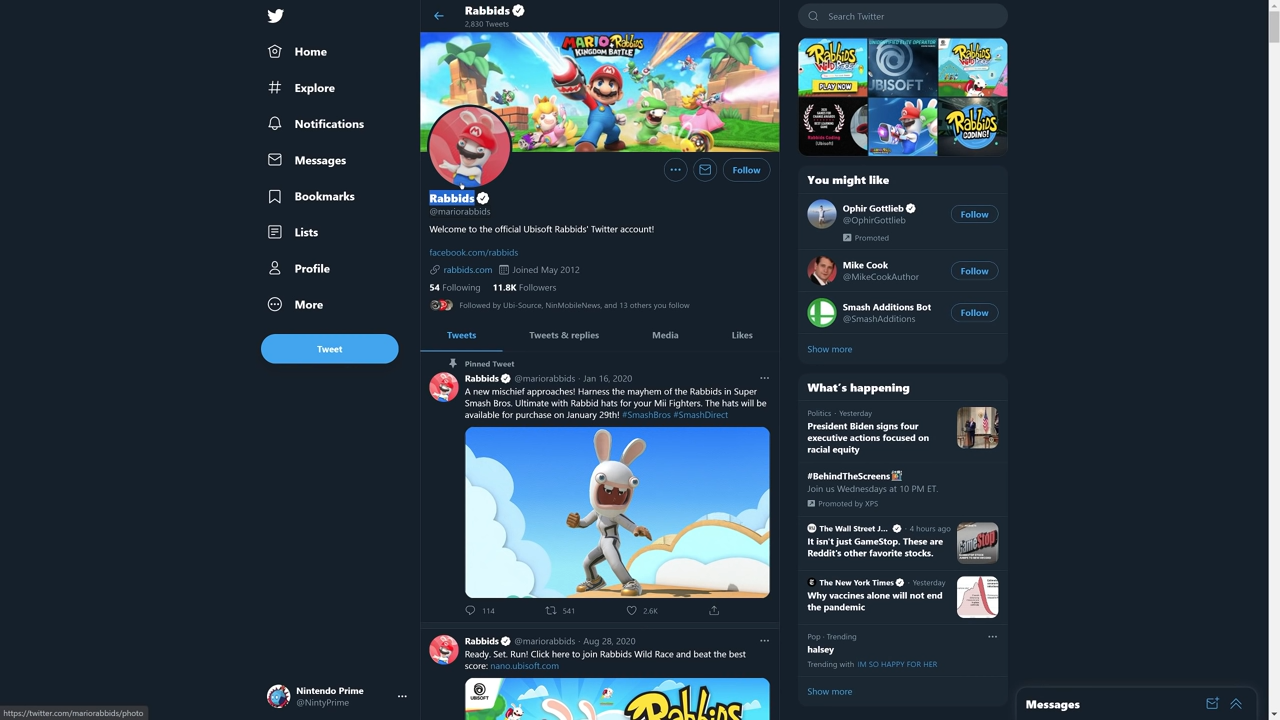 Home
Explore
Notifications
Messages
Bookmarks
Lists
Profile
More
Tweet
Nintendo Prime
@NintyPrime
https://twitter.com/mariorabbids/photo
Rabbids
2,830 Tweets
MARIO+Rabbids
KINGDOM BATTLE
Follow
Rabbids
@mariorabbids
Welcome to the official Ubisoft Rabbids' Twitter account!
facebook.com/rabbids
rabbids.com Joined May 2012
54 Following 11.8K Followers
Followed by Ubi-Source, NinMobileNews, and 13 others you follow
Tweets Tweets & replies Media Likes
Pinned Tweet
Rabbids @mariorabbids · Jan 16, 2020
A new mischief approaches! Harness the mayhem of the Rabbids in Super
Smash Bros. Ultimate with Rabbid hats for your Mii Fighters. The hats will
be available for purchase on January 29th! #SmashBros #SmashDirect
114 541 2.6K
Rabbids @mariorabbids · Aug 28, 2020
Ready. Set. Run! Click here to join Rabbids Wild Race and beat the best
score: nano.ubisoft.com
UBISOFT
Rabbids
Search Twitter
Rabbids
Wild Race
PLAY NOW
UBISOFT
Rabbids
Rabbids Coding
(Ubisoft)
Rabbids
CODING!
You might like
Ophir Gottlieb
@OphirGottlieb
Follow
Promoted
Mike Cook
@MikeCookAuthor
Follow
Smash Additions Bot
@SmashAdditions
Follow
Show more
What's happening
Politics · Yesterday
President Biden signs four
executive actions focused on
racial equity
#BehindTheScreens
Join us Wednesdays at 10 PM ET.
Promoted by XPS
The Wall Street J... · 4 hours ago
It isn't just GameStop. These are
Reddit's other favorite stocks.
GameStop
The New York Times · Yesterday
Why vaccines alone will not end
the pandemic
Pop · Trending
halsey
Trending with IM SO HAPPY FOR HER
Show more
Messages